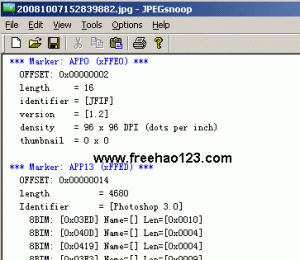 20081007152839882.jpg - JPEGsnoop
File Edit View Tools Options Help
*** Marker: APP0 (xFFE0) ***
OFFSET: 0x00000002
length = 16
identifier = [JFIF]
version = [1.2]
density = 96 x 96 DPI (dots per inch)
thumbnail = 0 x 0
www.freehao123.com
*** Marker: APP13 (xFFED) ***
OFFSET: 0x00000014
length = 4680
Identifier = [Photoshop 3.0]
8BIM: [0x03ED] Name=[] Len=[0x0010]
8BIM: [0x040D] Name=[] Len=[0x0004]
8BIM: [0x0419] Name=[] Len=[0x0004]
8BIM: [0x03F3] Name=[] Len=[0x0009]